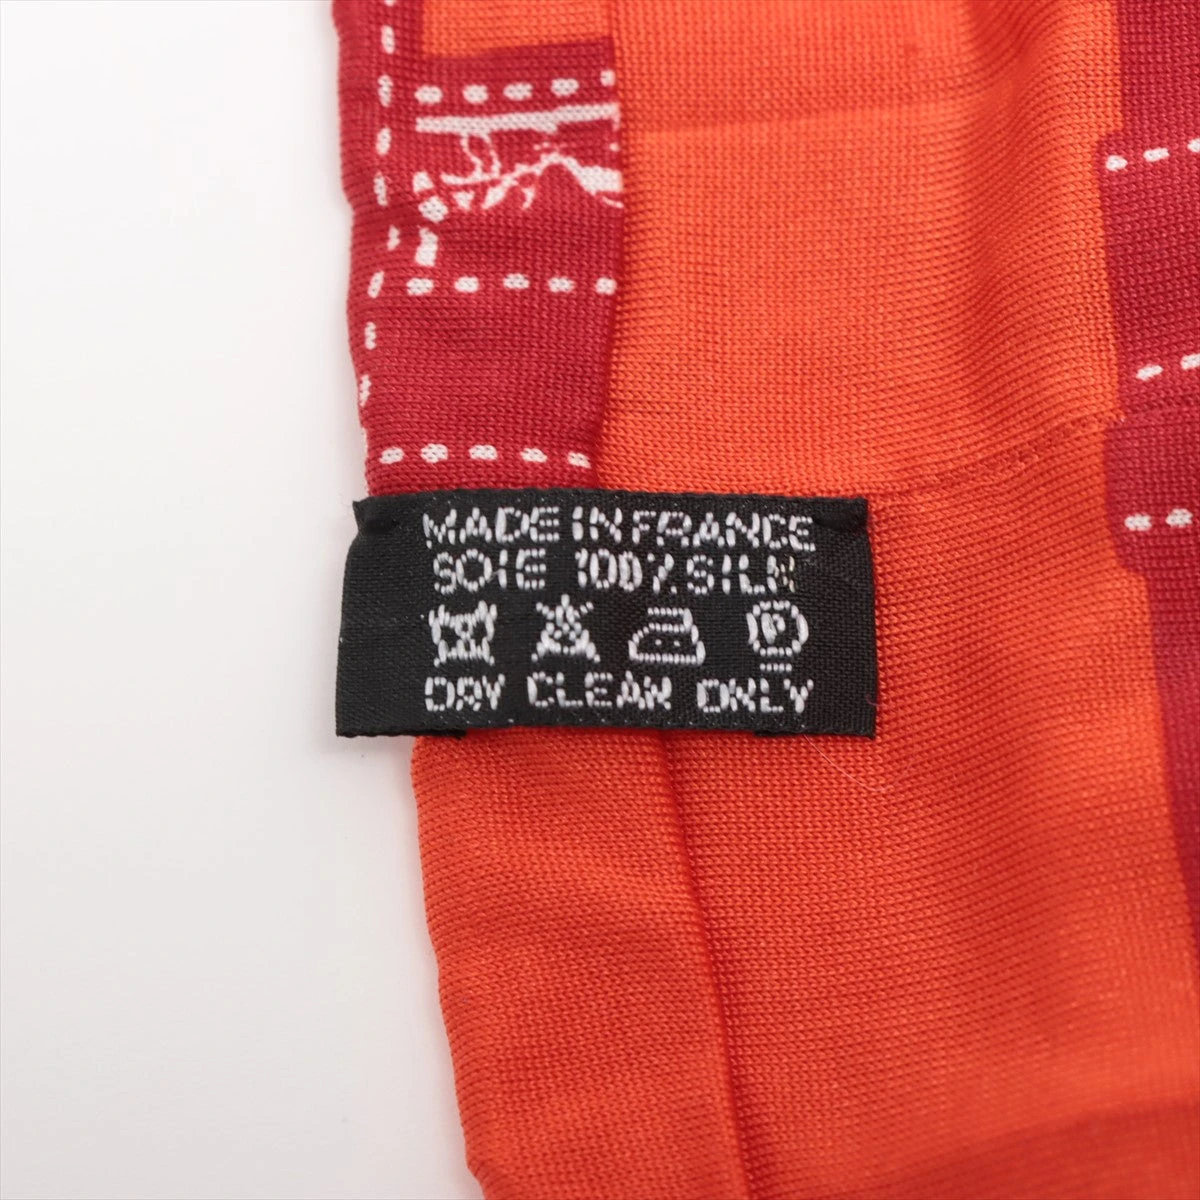 MADE IN FRANCE
SOIE 100% SILK
P
DRY CLEAN ONLY